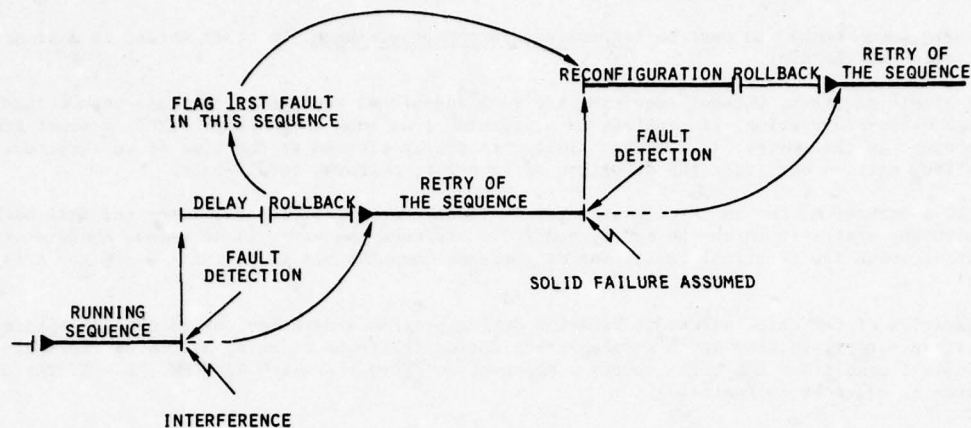 RETRY OF
THE SEQUENCE
RECONFIGURATION ROLLBACK
FLAG 1RST FAULT
IN THIS SEQUENCE
FAULT
DETECTION
RETRY OF
THE SEQUENCE
DELAY ROLLBACK
FAULT
DETECTION
SOLID FAILURE ASSUMED
RUNNING
SEQUENCE
INTERFERENCE